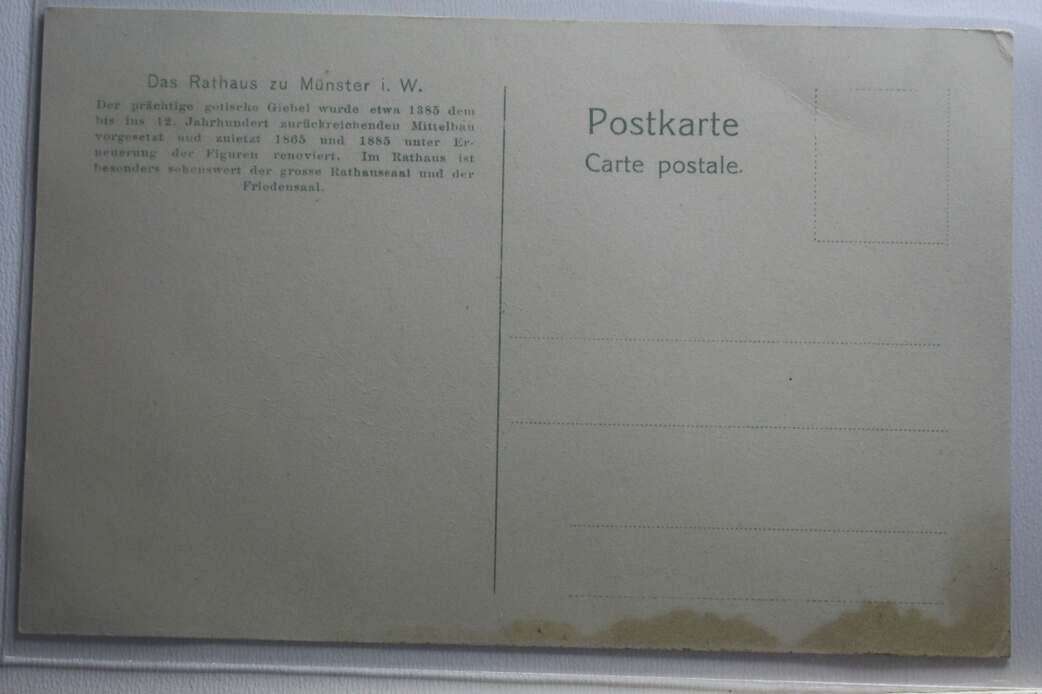 Das Rathaus zu Münster i. W.
Der prächtige gotische Giebel wurde etwa 1385 dem
bis ins 12. Jahrhundert zurückreichenden Mittelbau
vorgesetzt und zuletzt 1865 und 1885 unter Er-
neuerung der Figuren renoviert. Im Rathaus ist
besonders sehenswert der grosse Rathaussaal und der
Friedensaal.
Postkarte
Carte postale.